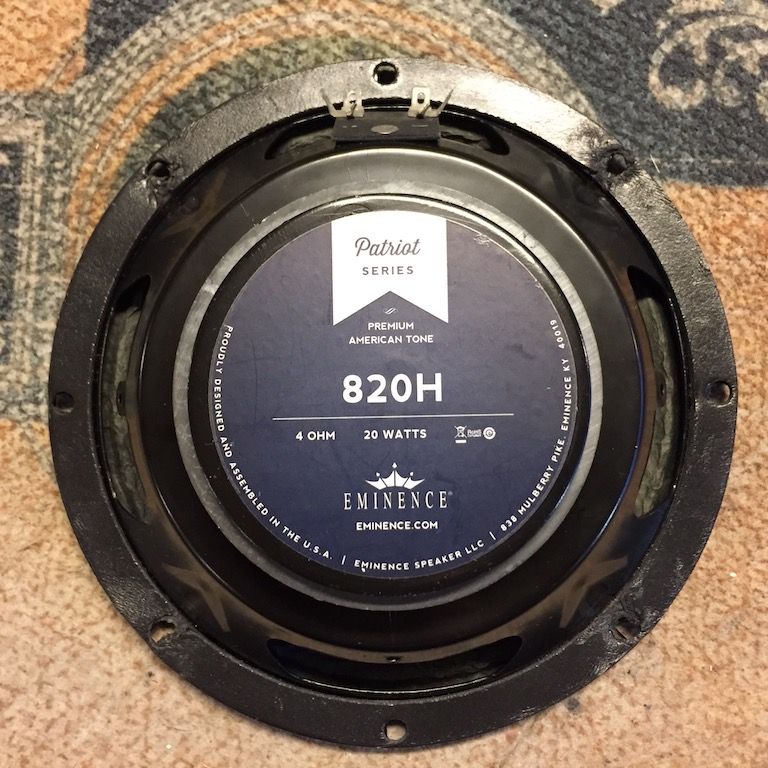 Patriot
SERIES
PREMIUM
AMERICAN TONE
820H
4 OHM 20 WATTS
EMINENCE®
EMINENCE.COM
PROUDLY DESIGNED AND ASSEMBLED IN THE U.S.A. | EMINENCE SPEAKER LLC | 838 MULBERRY PIKE, EMINENCE KY 40019